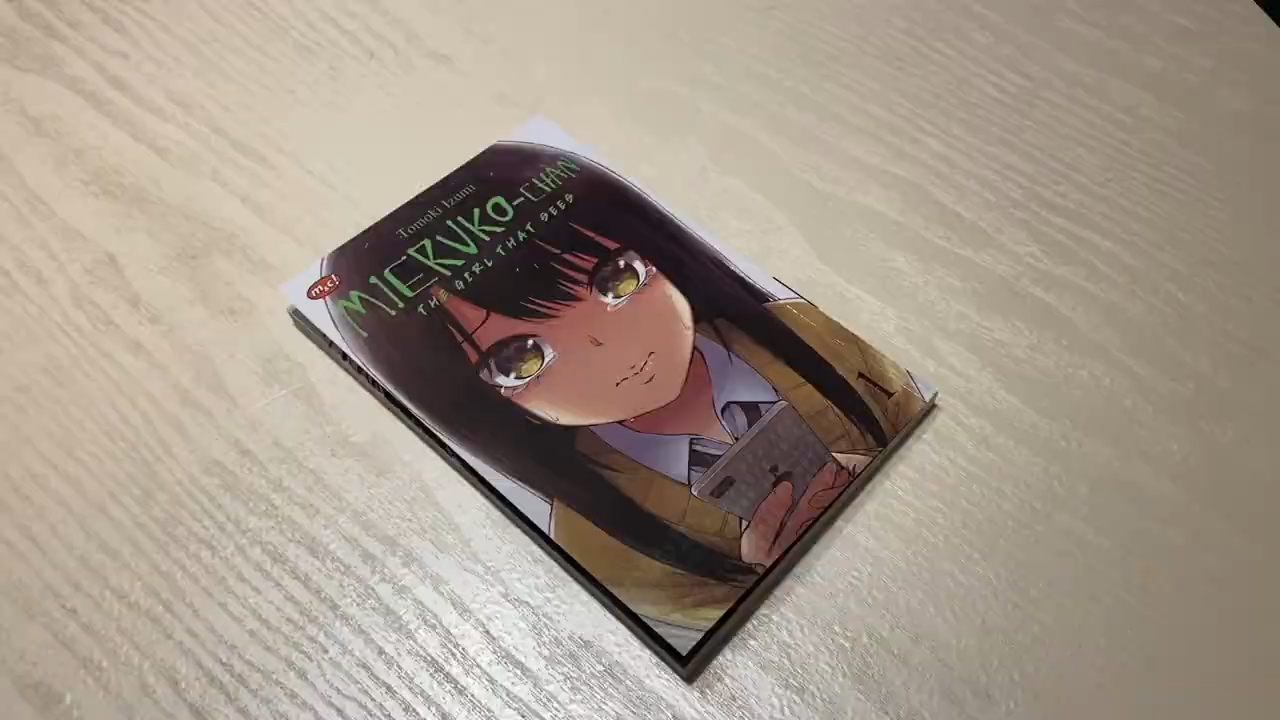 Tomoki Izumi
MIERUKO-CHAN
THE GIRL THAT SEES
m&c!
1